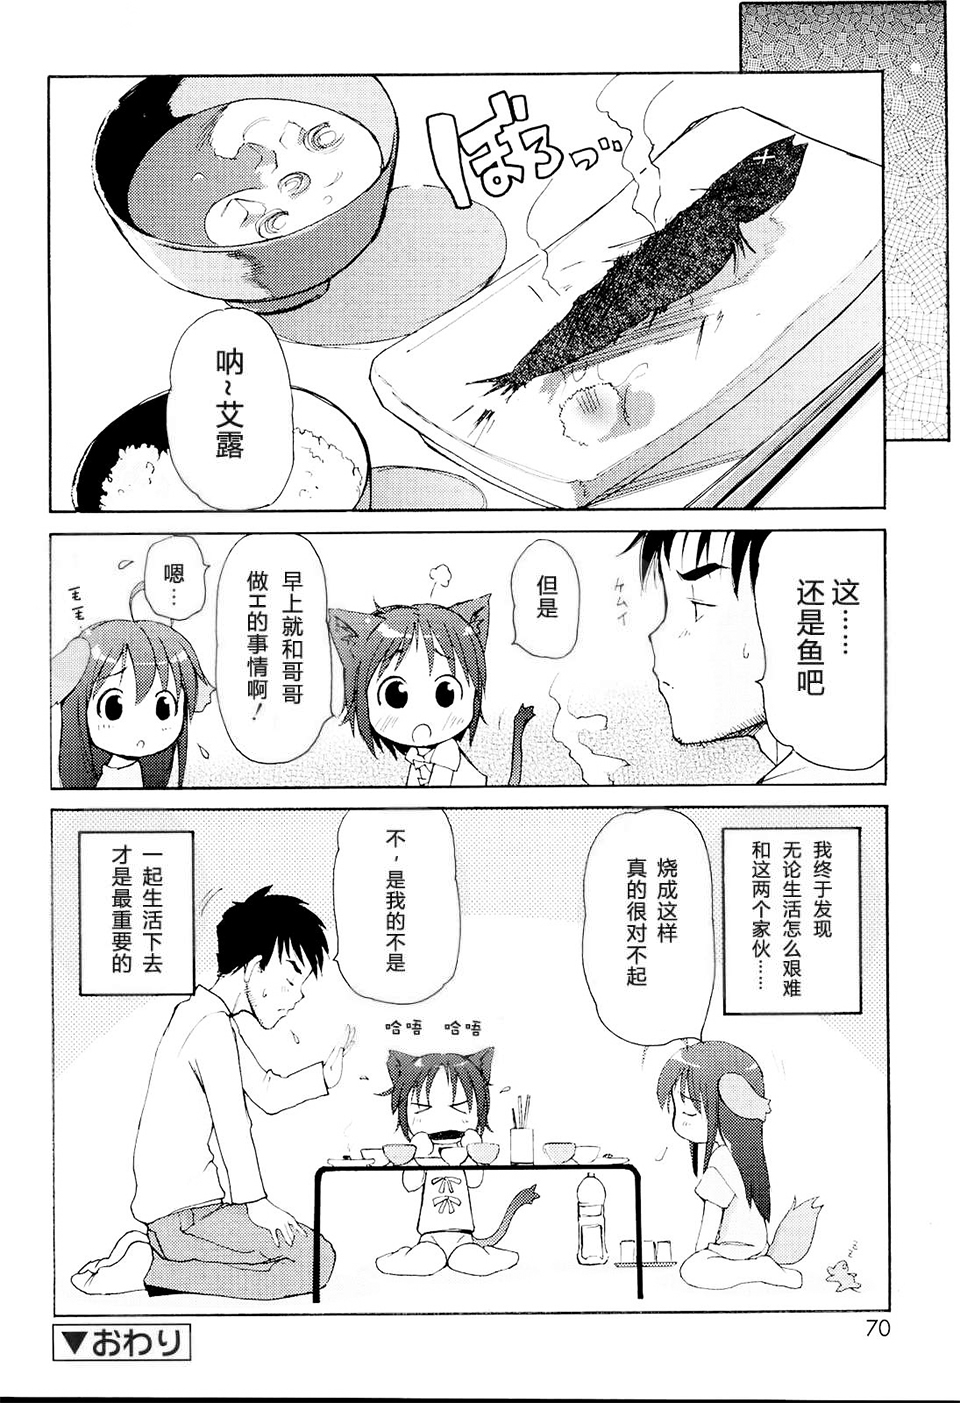 ぼろっ
呐~艾露
这……
还是鱼吧
ケムイ
但是
早上就和哥哥
做H的事情啊！
嗯…
モモ
我终于发现
无论生活怎么艰难
和这两个家伙……
烧成这样
真的很对不起
不，是我的不是
哈唔 哈唔
一起生活下去
才是最重要的
zzz
▼おわり
70